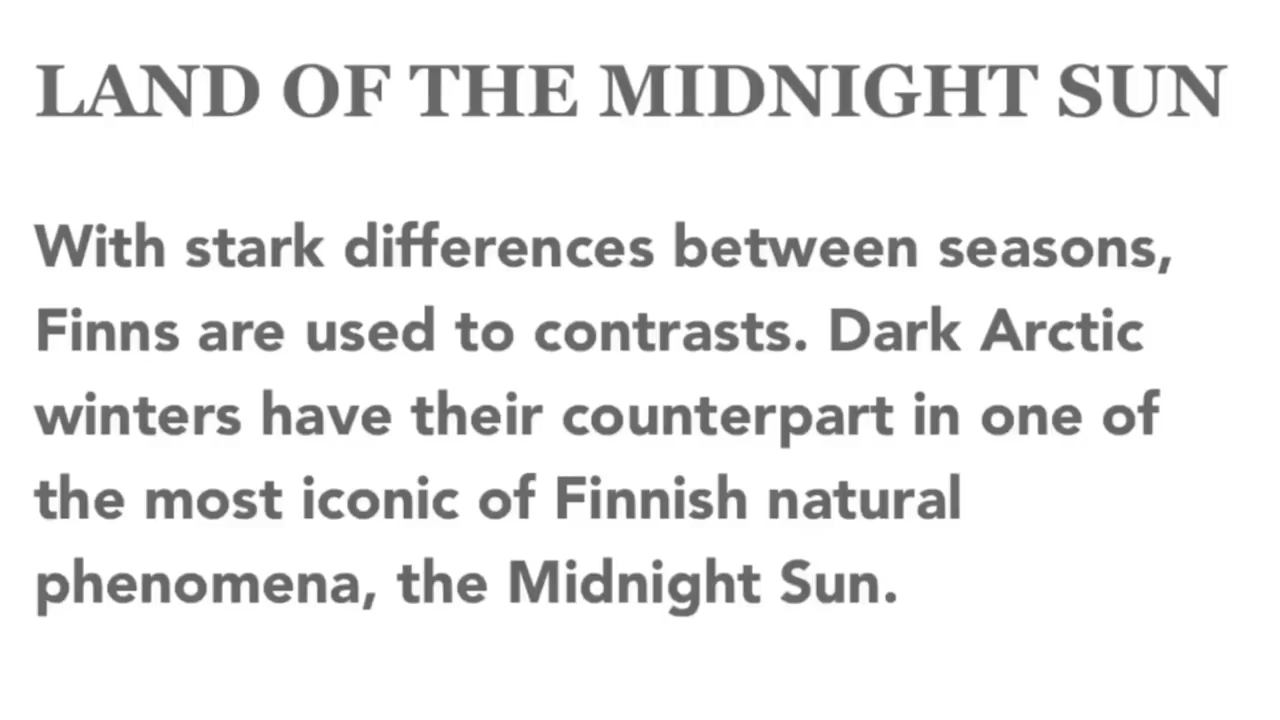 LAND OF THE MIDNIGHT SUN
With stark differences between seasons,
Finns are used to contrasts. Dark Arctic
winters have their counterpart in one of
the most iconic of Finnish natural
phenomena, the Midnight Sun.